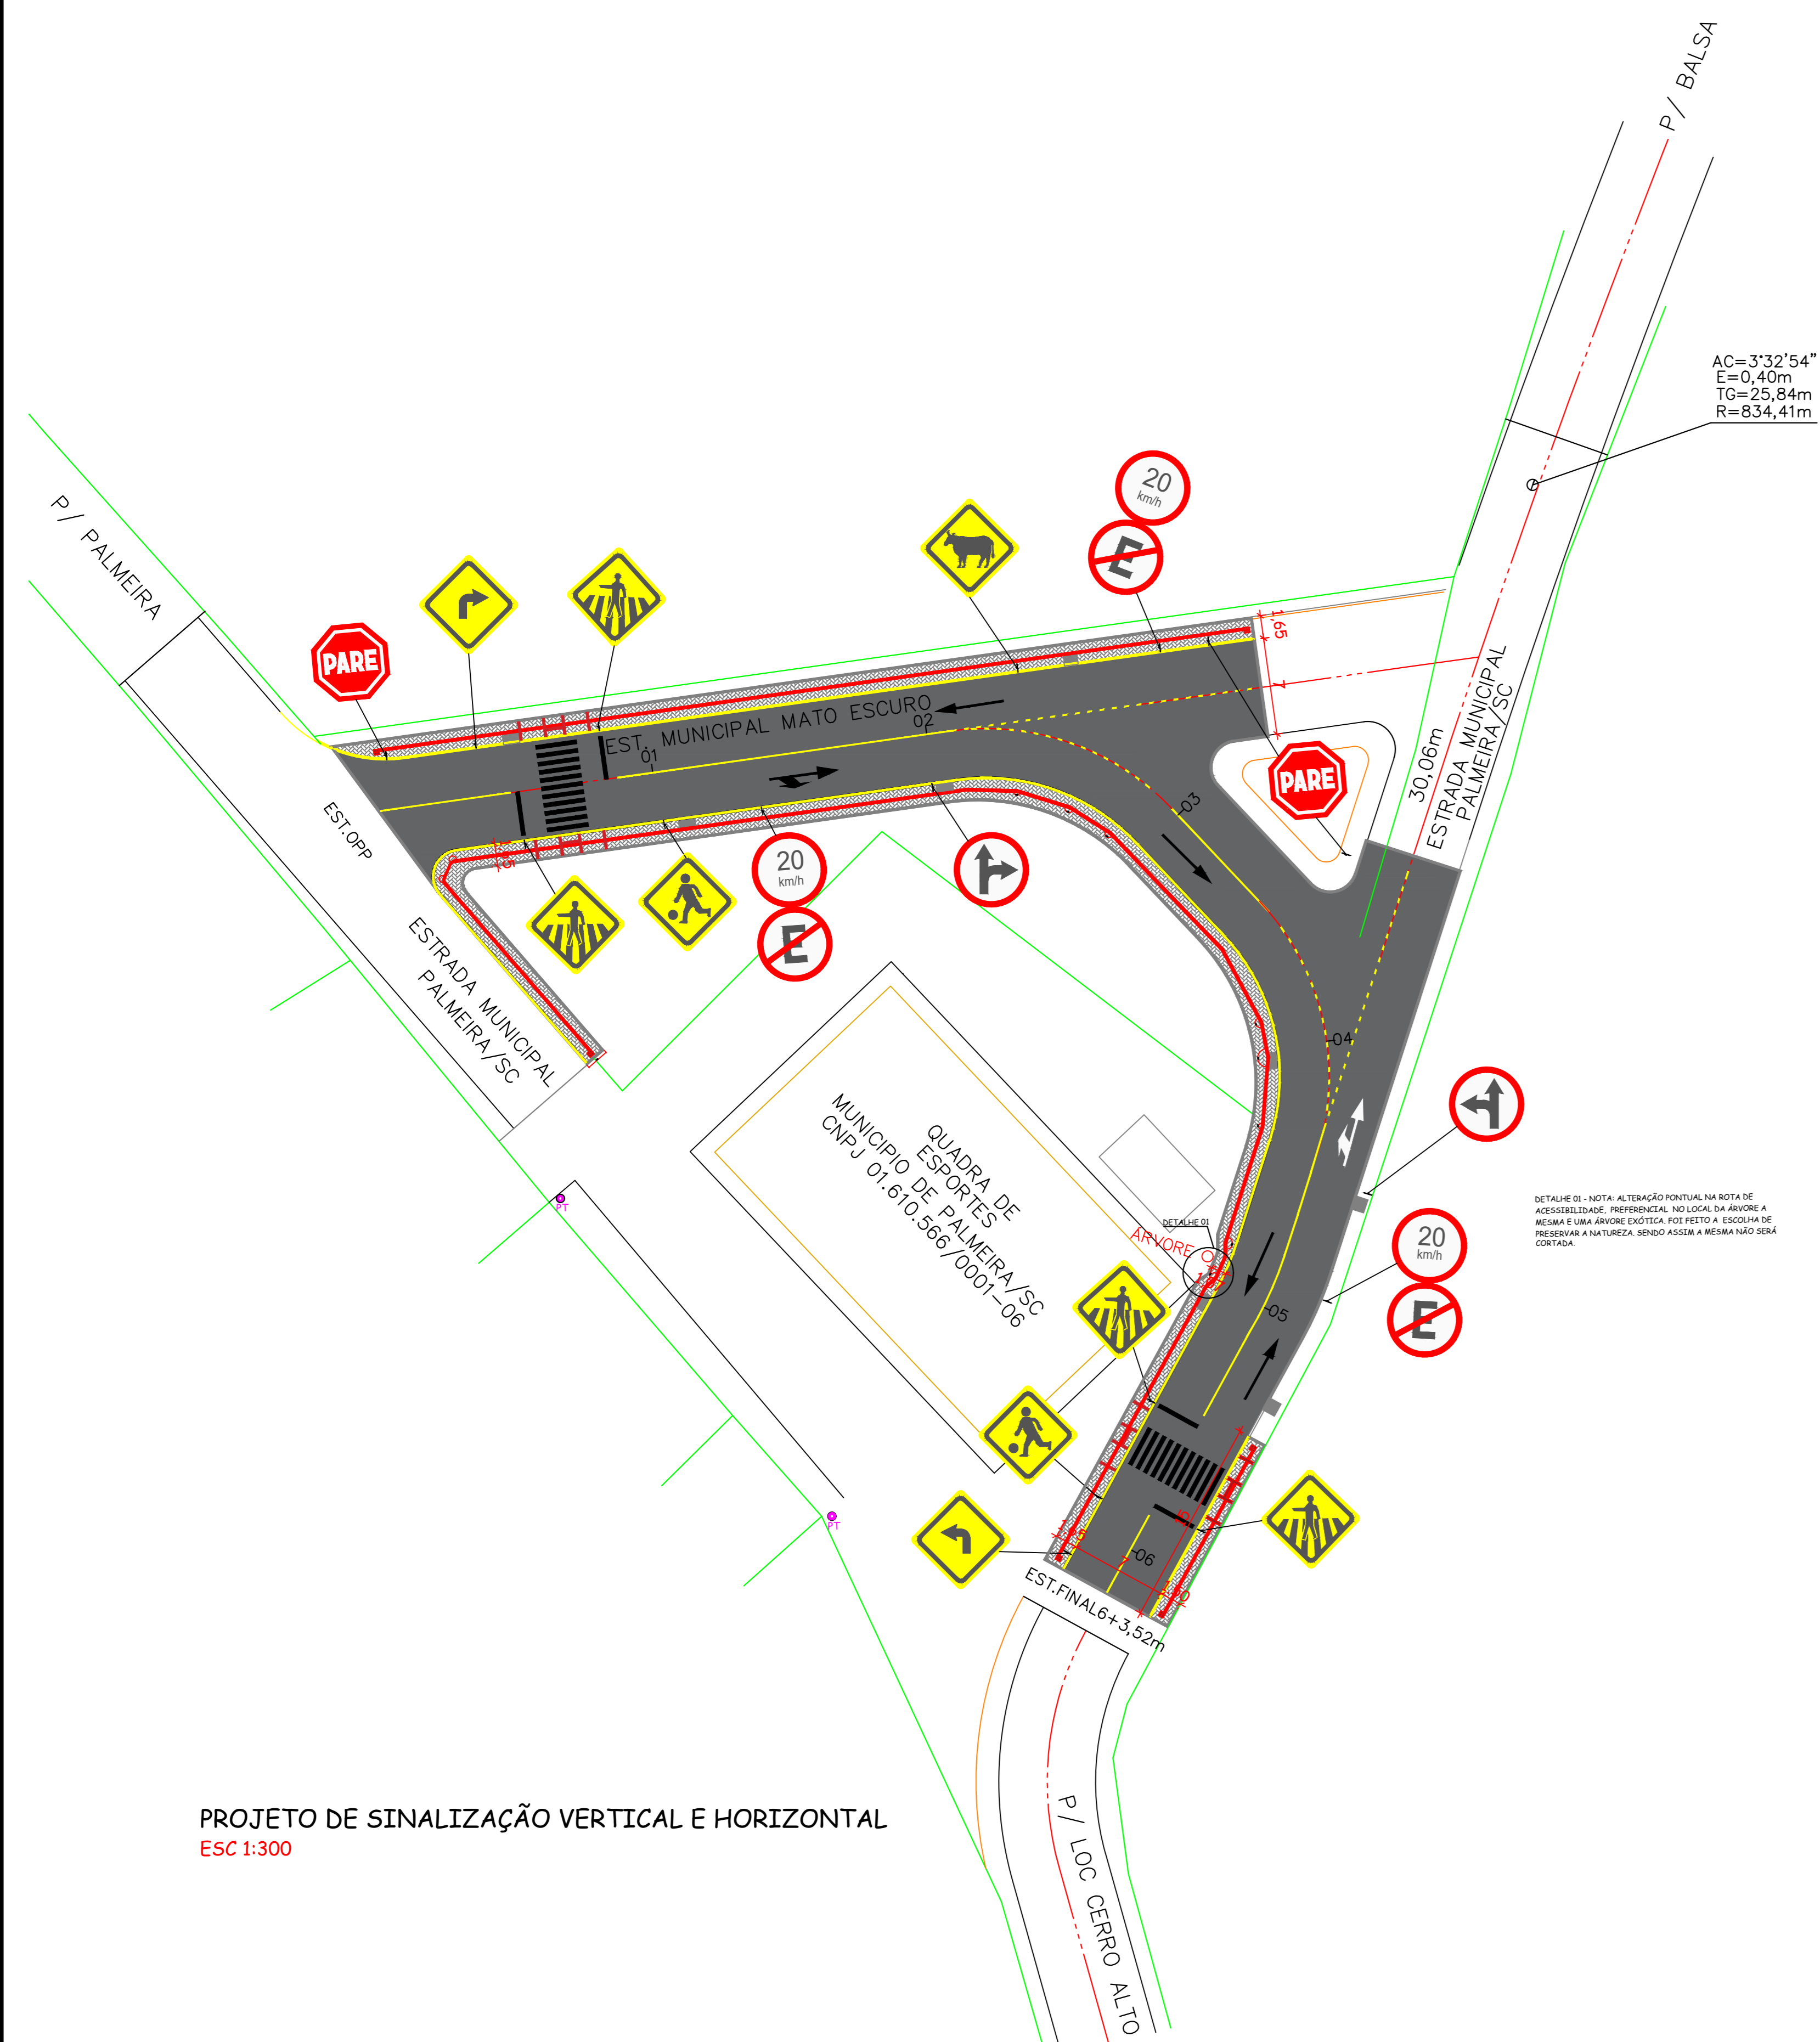 P/ BALSA
AC=3°32'54"
E=0,40m
TG=25,84m
R=834,41m
P/ PALMEIRA
20
km/h
E
PARE
1,65
7
EST. MUNICIPAL MATO ESCURO
01
02
03
04
05
06
PARE
30,06m
ESTRADA MUNICIPAL
PALMEIRA/SC
EST.0PP
20
km/h
E
ESTRADA MUNICIPAL
PALMEIRA/SC
QUADRA DE
ESPORTES
MUNICIPIO DE PALMEIRA/SC
CNPJ 01.610.566/0001-06
PT
PT
DETALHE 01
ÁRVORE
DETALHE 01 - NOTA: ALTERAÇÃO PONTUAL NA ROTA DE
ACESSIBILIDADE, PREFERENCIAL NO LOCAL DA ÁRVORE A
MESMA E UMA ÁRVORE EXÓTICA. FOI FEITO A ESCOLHA DE
PRESERVAR A NATUREZA. SENDO ASSIM A MESMA NÃO SERÁ
CORTADA.
20
km/h
E
7
EST.FINAL6+3,52m
PROJETO DE SINALIZAÇÃO VERTICAL E HORIZONTAL
ESC 1:300
P/ LOC CERRO ALTO